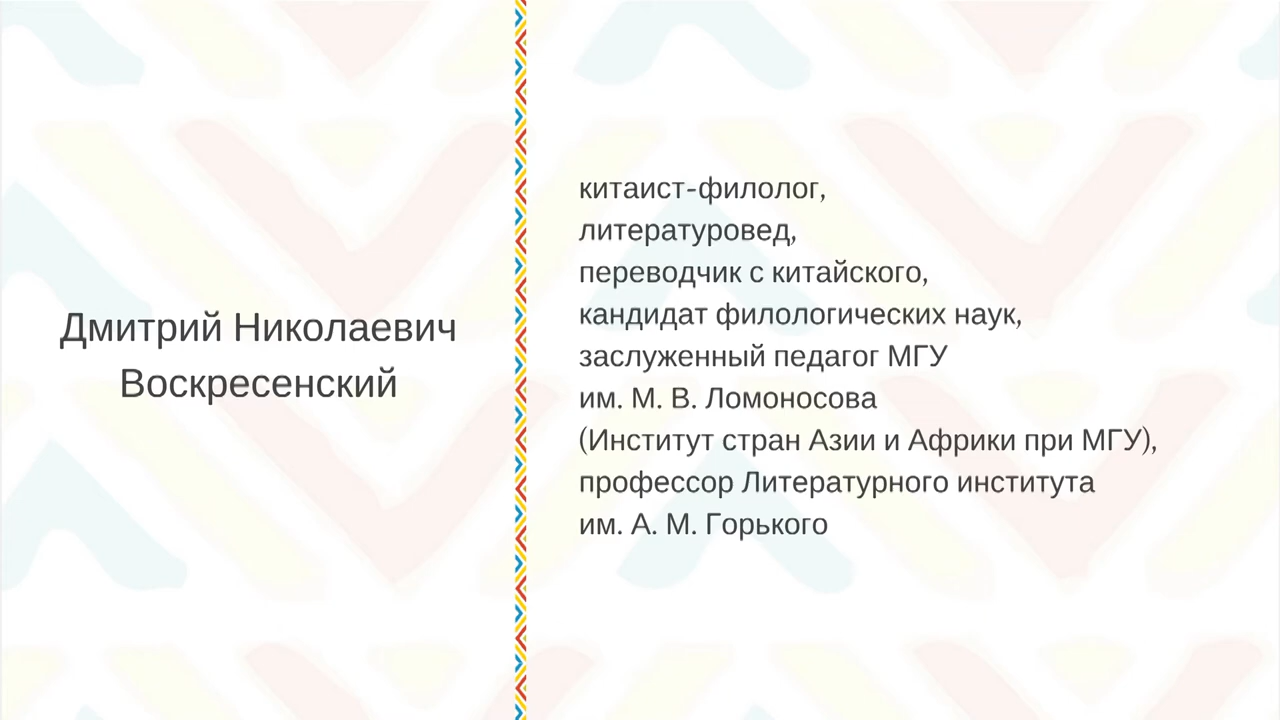 Дмитрий Николаевич
Воскресенский
китаист-филолог,
литературовед,
переводчик с китайского,
кандидат филологических наук,
заслуженный педагог МГУ
им. М. В. Ломоносова
(Институт стран Азии и Африки при МГУ),
профессор Литературного института
им. А. М. Горького